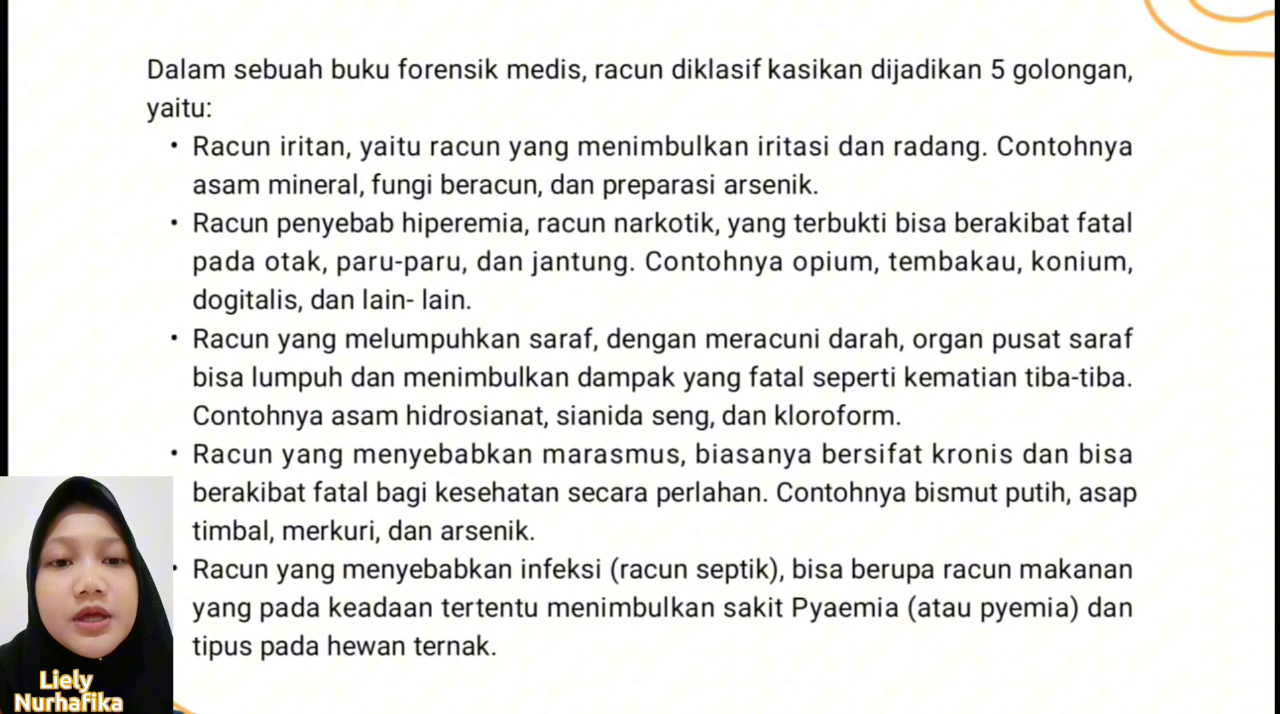 Dalam sebuah buku forensik medis, racun diklasif kasikan dijadikan 5 golongan,
yaitu:
• Racun iritan, yaitu racun yang menimbulkan iritasi dan radang. Contohnya
asam mineral, fungi beracun, dan preparasi arsenik.
• Racun penyebab hiperemia, racun narkotik, yang terbukti bisa berakibat fatal
pada otak, paru-paru, dan jantung. Contohnya opium, tembakau, konium,
dogitalis, dan lain- lain.
• Racun yang melumpuhkan saraf, dengan meracuni darah, organ pusat saraf
bisa lumpuh dan menimbulkan dampak yang fatal seperti kematian tiba-tiba.
Contohnya asam hidrosianat, sianida seng, dan kloroform.
• Racun yang menyebabkan marasmus, biasanya bersifat kronis dan bisa
berakibat fatal bagi kesehatan secara perlahan. Contohnya bismut putih, asap
timbal, merkuri, dan arsenik.
• Racun yang menyebabkan infeksi (racun septik), bisa berupa racun makanan
yang pada keadaan tertentu menimbulkan sakit Pyaemia (atau pyemia) dan
tipus pada hewan ternak.
Liely
Nurhafika